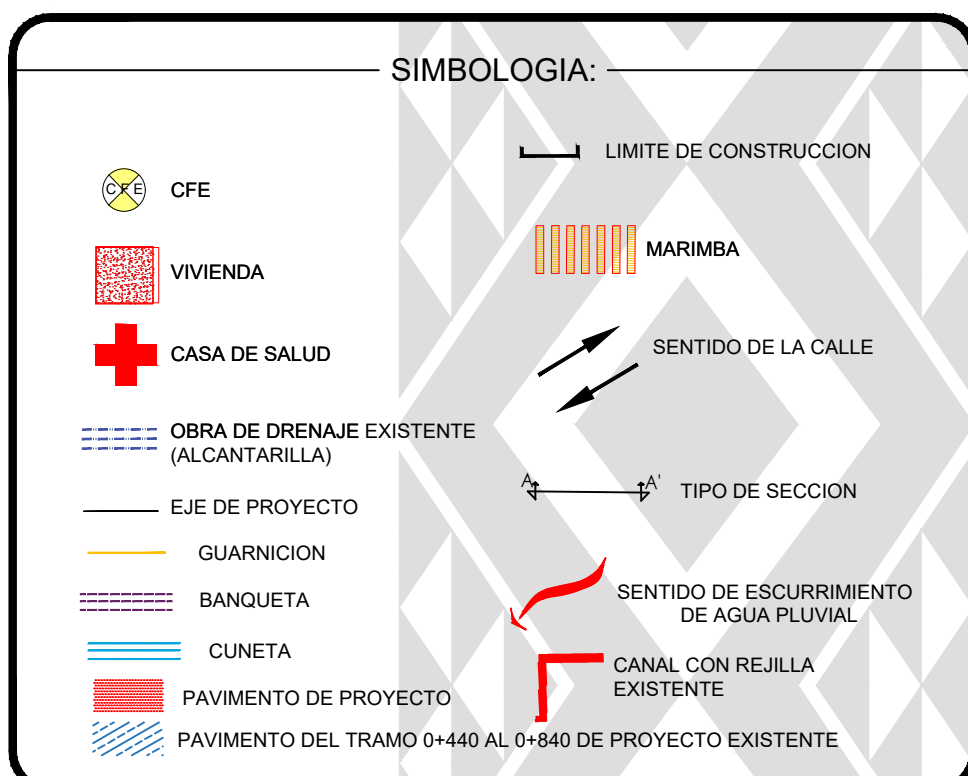 SIMBOLOGIA:
CFE
CFE
VIVIENDA
CASA DE SALUD
OBRA DE DRENAJE EXISTENTE
(ALCANTARILLA)
EJE DE PROYECTO
GUARNICION
BANQUETA
CUNETA
PAVIMENTO DE PROYECTO
PAVIMENTO DEL TRAMO 0+440 AL 0+840 DE PROYECTO EXISTENTE
LIMITE DE CONSTRUCCION
MARIMBA
SENTIDO DE LA CALLE
A A'
TIPO DE SECCION
SENTIDO DE ESCURRIMIENTO
DE AGUA PLUVIAL
CANAL CON REJILLA
EXISTENTE